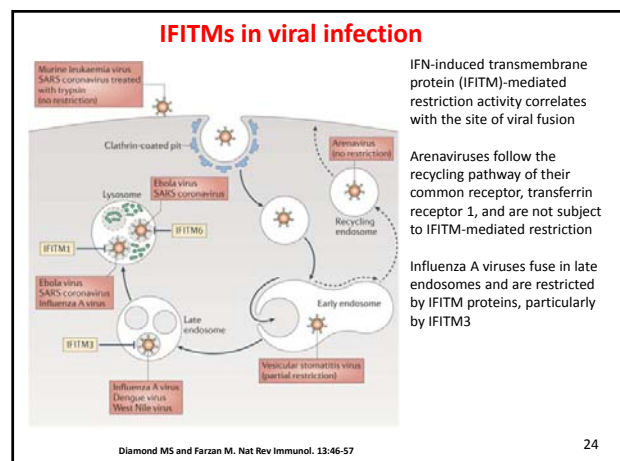 IFITMs in viral infection
Murine leukaemia virus
SARS coronavirus treated
with trypsin
(no restriction)
Clathrin-coated pit
Arenavirus
(no restriction)
Recycling
endosome
Ebola virus
SARS coronavirus
Lysosome
IFITM6
IFITM1
Ebola virus
SARS coronavirus
Influenza A virus
Late
endosome
Early endosome
IFITM3
Vesicular stomatitis virus
(partial restriction)
Influenza A virus
Dengue virus
West Nile virus
IFN-induced transmembrane
protein (IFITM)-mediated
restriction activity correlates
with the site of viral fusion
Arenaviruses follow the
recycling pathway of their
common receptor, transferrin
receptor 1, and are not subject
to IFITM-mediated restriction
Influenza A viruses fuse in late
endosomes and are restricted
by IFITM proteins, particularly
by IFITM3
Diamond MS and Farzan M. Nat Rev Immunol. 13:46-57
24